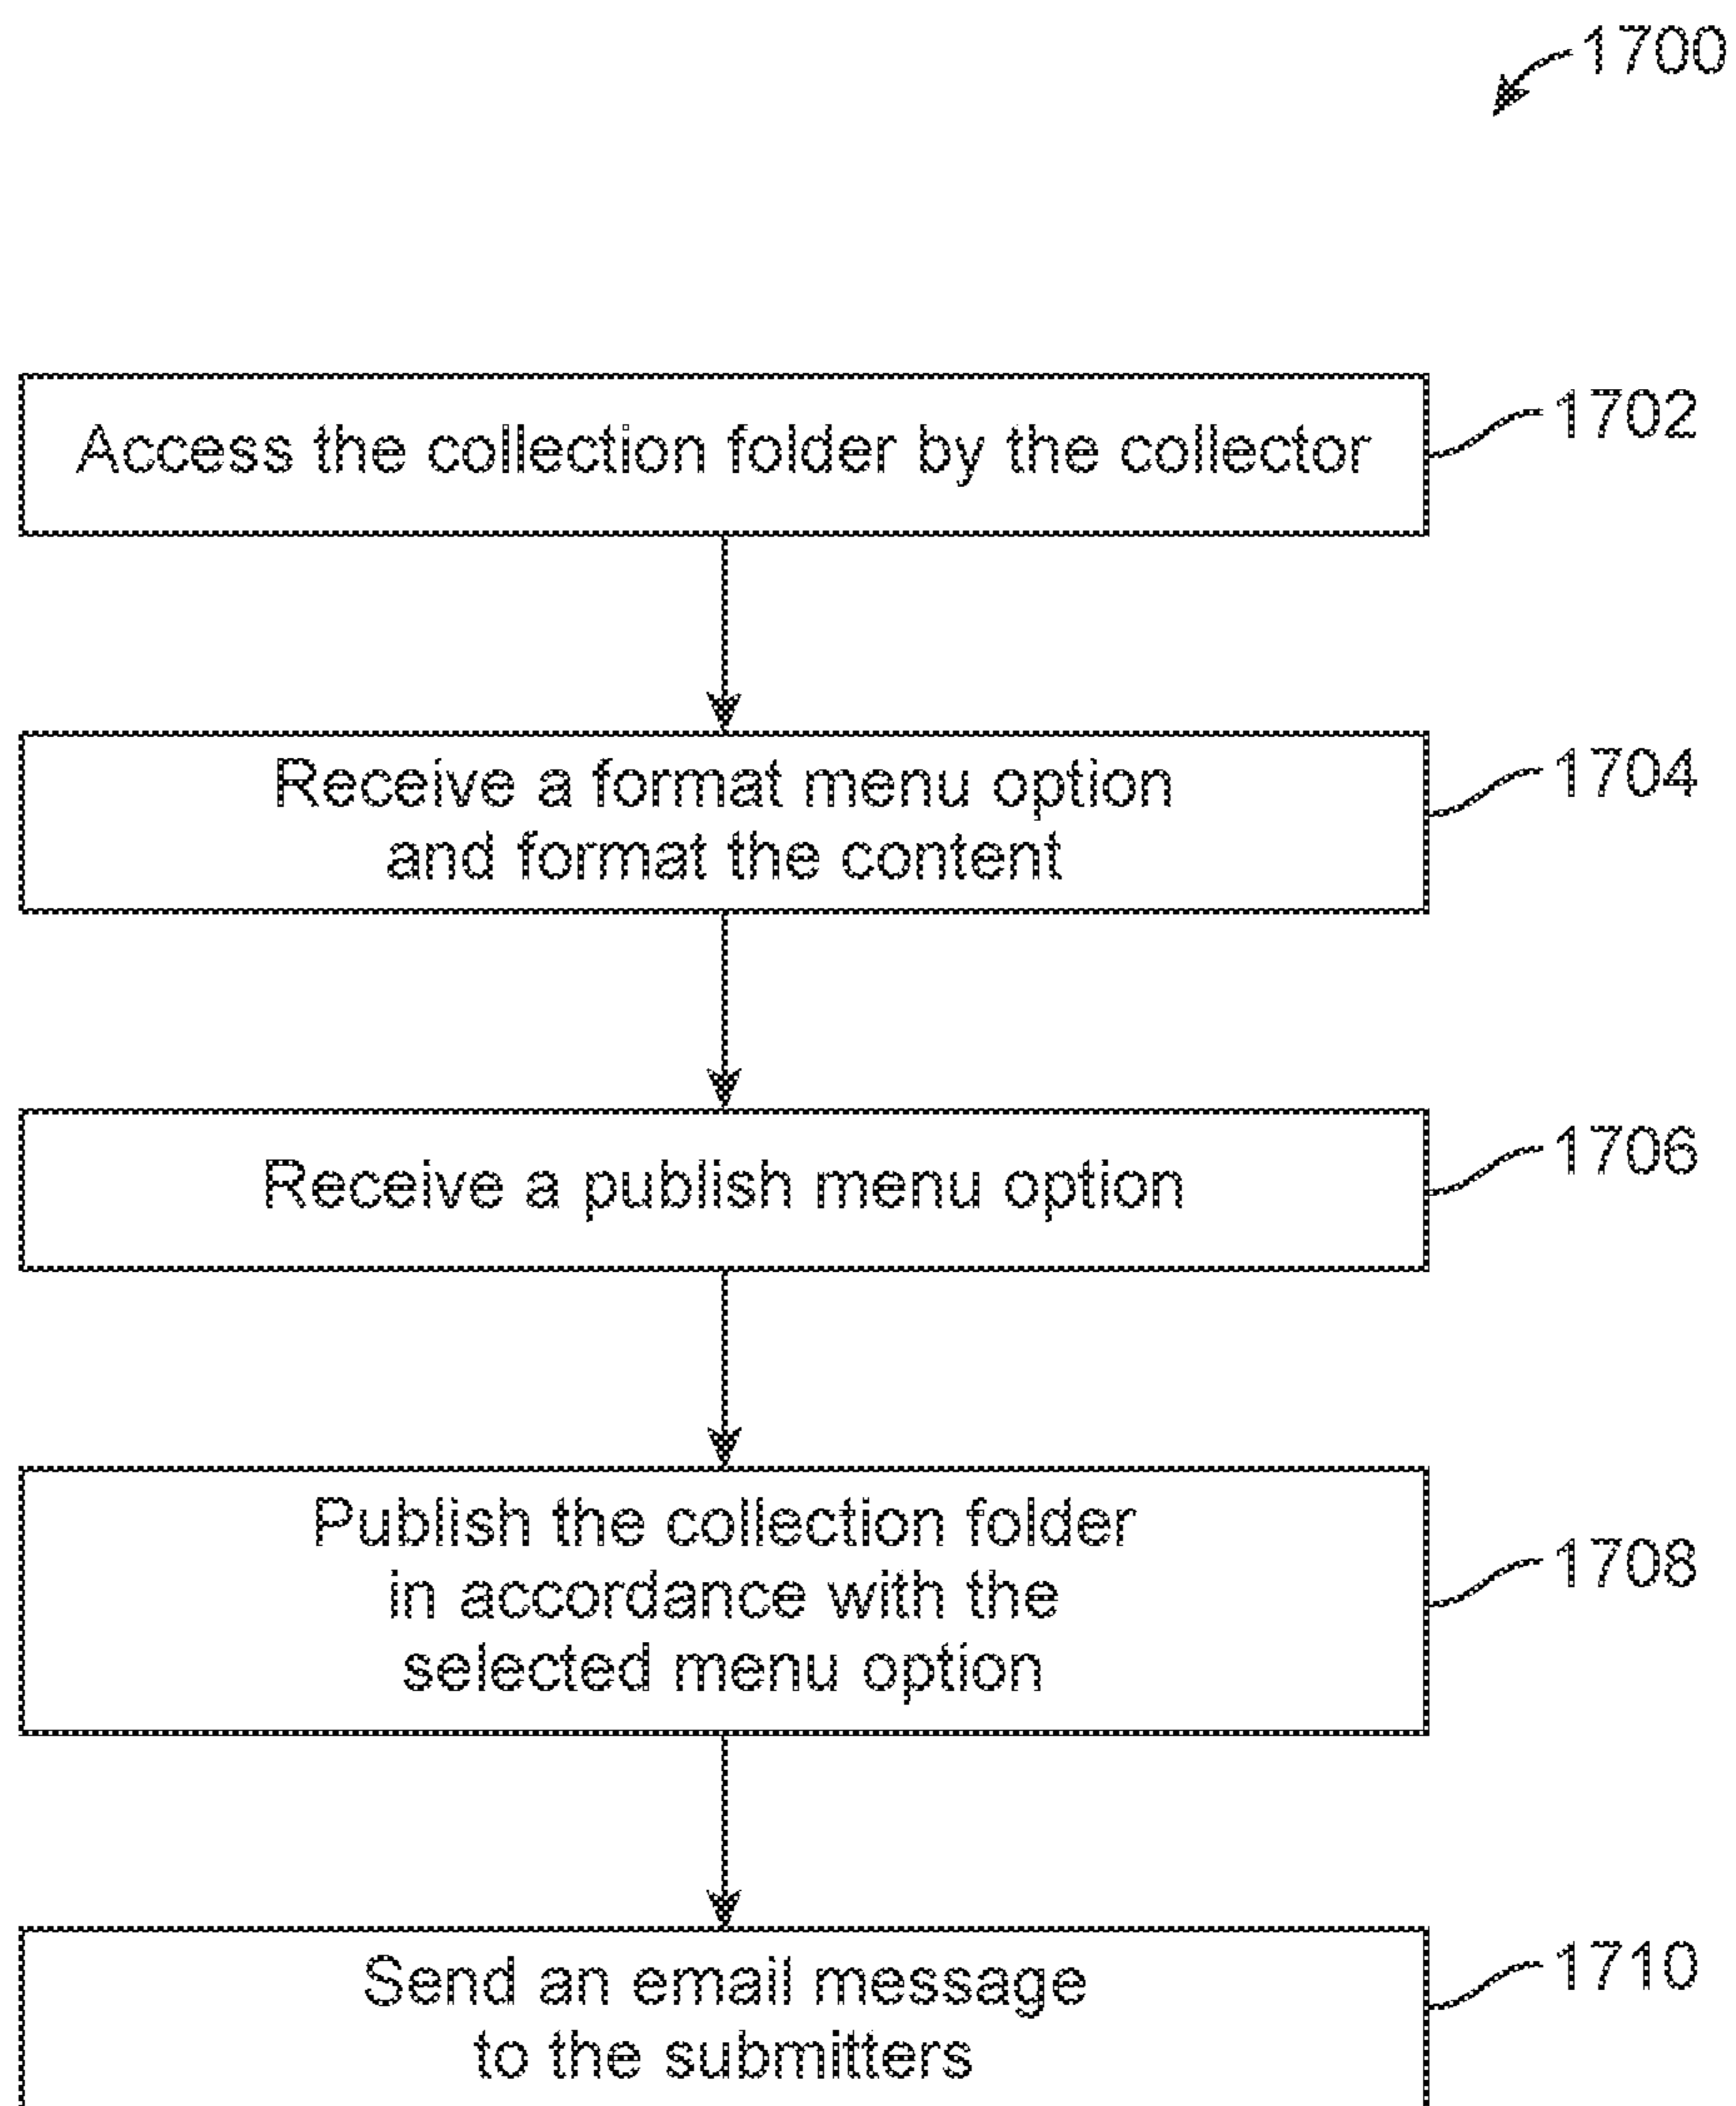 1700
Access the collection folder by the collector
1702
Receive a format menu option
and format the content
1704
Receive a publish menu option
1706
Publish the collection folder
in accordance with the
selected menu option
1708
Send an email message
to the submitters
1710